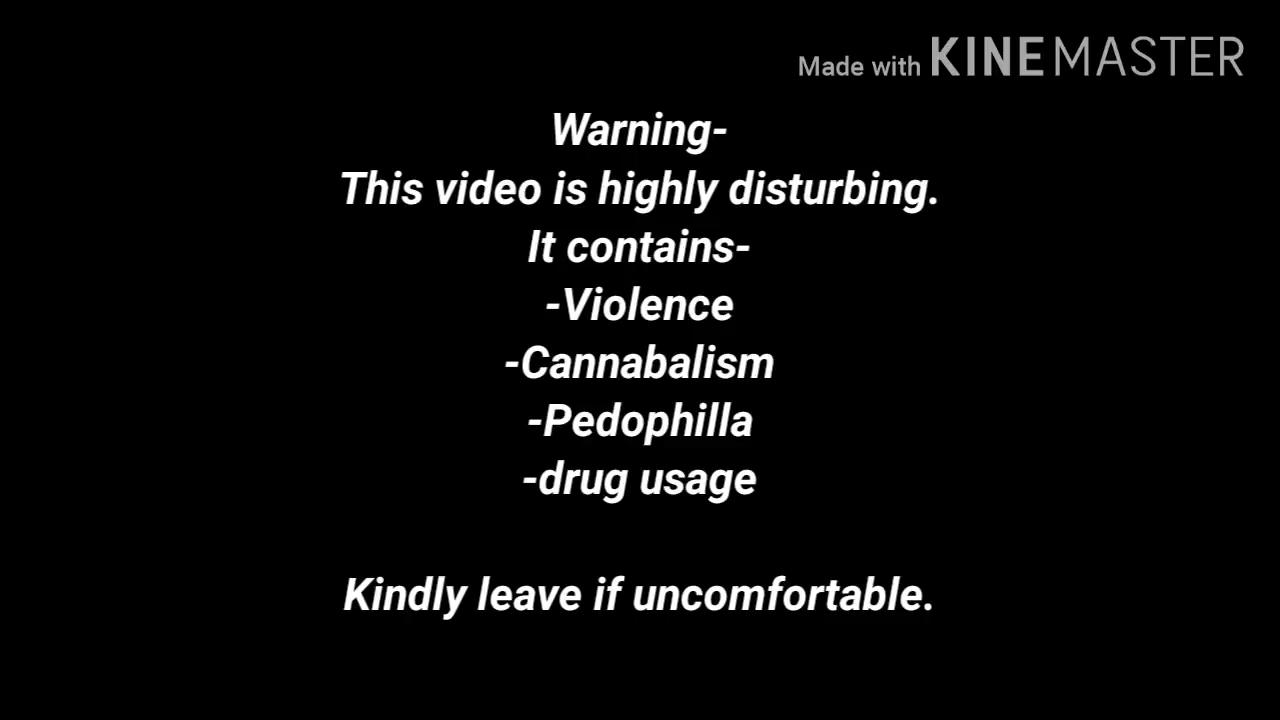 Made with KINEMASTER
Warning-
This video is highly disturbing.
It contains-
-Violence
-Cannabalism
-Pedophilla
-drug usage
Kindly leave if uncomfortable.